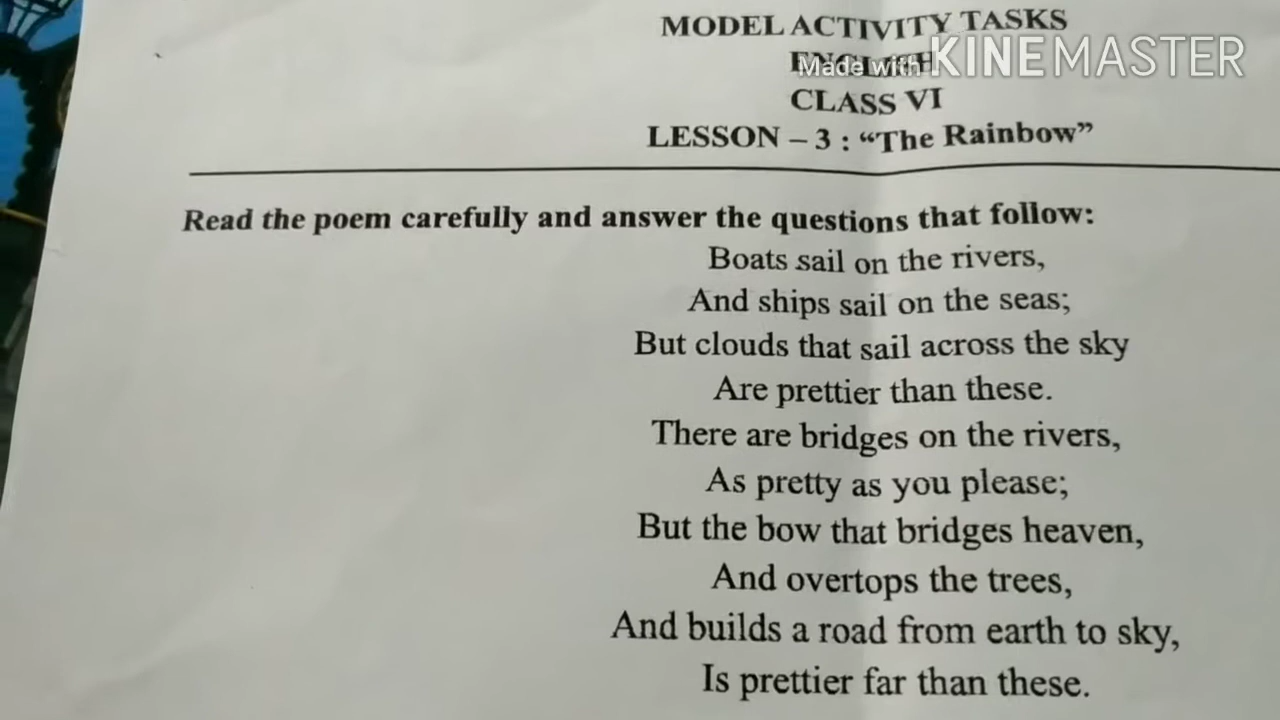 MODEL ACTIVITY TASKS
ENGLISH
Made with KINEMASTER
CLASS VI
LESSON – 3 : “The Rainbow”
Read the poem carefully and answer the questions that follow:
Boats sail on the rivers,
And ships sail on the seas;
But clouds that sail across the sky
Are prettier than these.
There are bridges on the rivers,
As pretty as you please;
But the bow that bridges heaven,
And overtops the trees,
And builds a road from earth to sky,
Is prettier far than these.